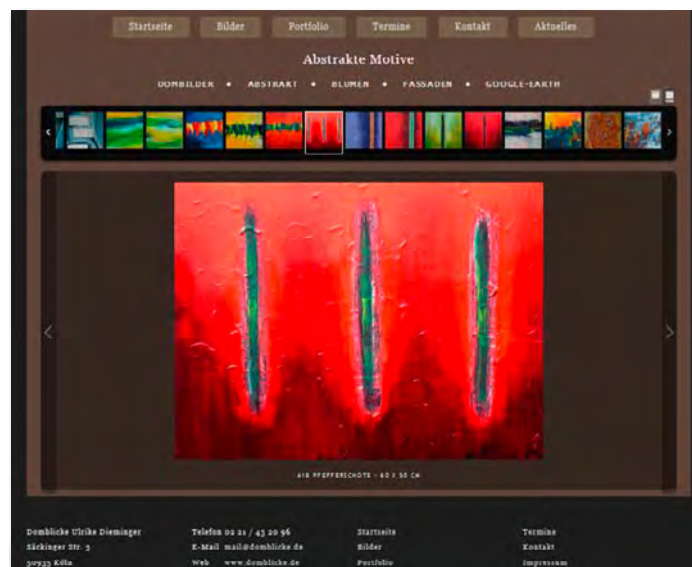 Startseite Bilder Portfolio Termine Kontakt Aktuelles
Abstrakte Motive
DOMBILDER • ABSTRAKT • BLUMEN • FASSADEN • GOOGLE-EARTH
418 PFEFFERSCHOTE - 60 X 50 CM
Domblicke Ulrike Dieminger Telefon 02 21 / 43 20 96 Startseite Termine
Säckinger Str. 3 E-Mail mail@domblicke.de Bilder Kontakt
50935 Köln Web www.domblicke.de Portfolio Impressum